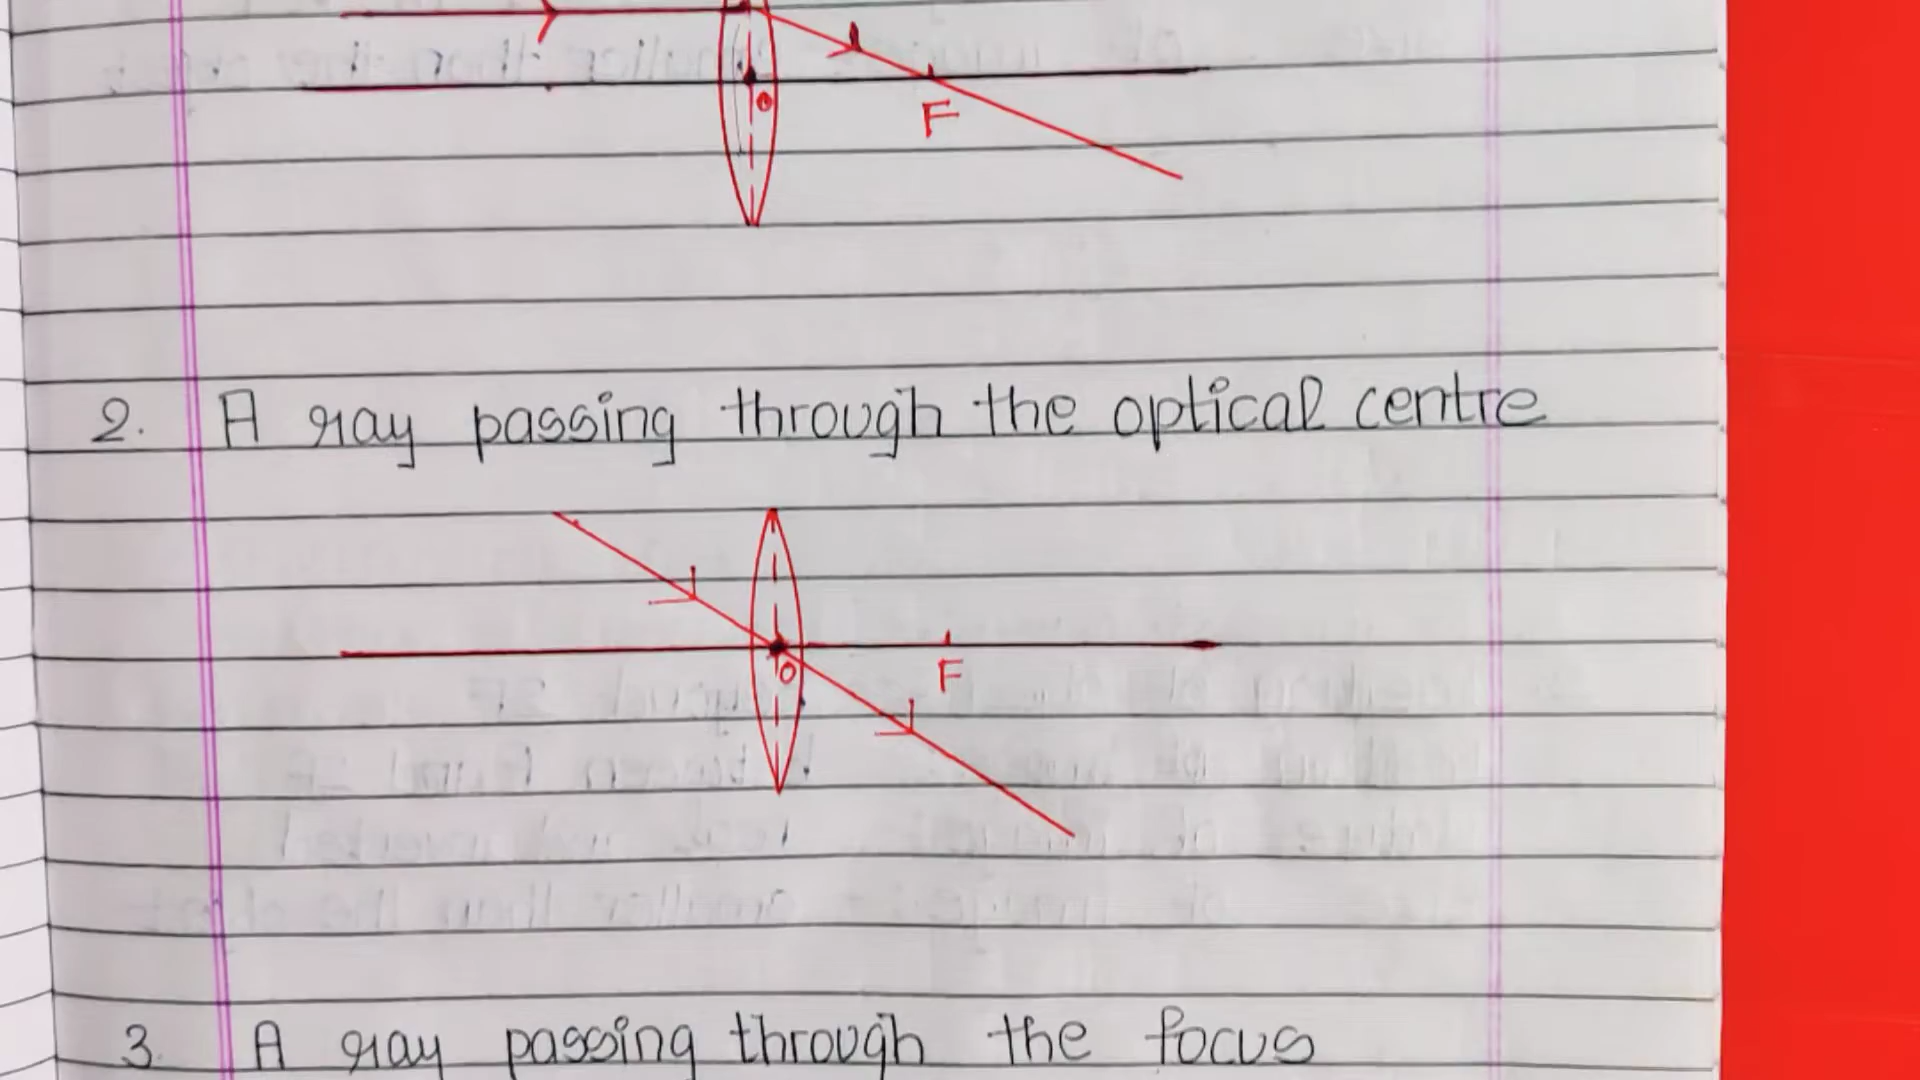 O
F
2. A ray passing through the optical centre
O
F
3. A ray passing through the focus